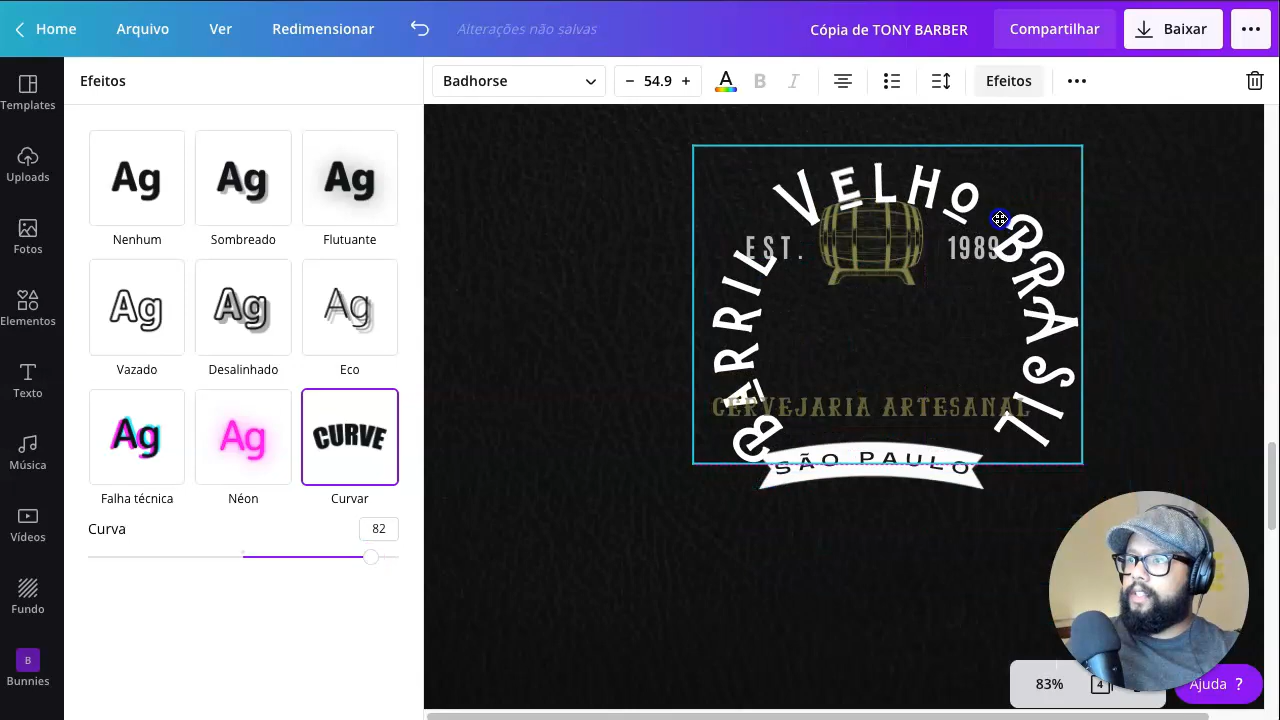 Home Arquivo Ver Redimensionar Alterações não salvas Cópia de TONY BARBER Compartilhar Baixar
Templates
Uploads
Fotos
Elementos
Texto
Música
Vídeos
Fundo
B
Bunnies
Efeitos
Ag Ag Ag
Nenhum Sombreado Flutuante
Ag Ag Ag
Vazado Desalinhado Eco
Ag Ag CURVE
Falha técnica Néon Curvar
Curva 82
Badhorse 54.9 A B I Efeitos
BARRIL VELHO BRASIL
EST. 1989
CERVEJARIA ARTESANAL
SÃO PAULO
83% 4 Ajuda ?